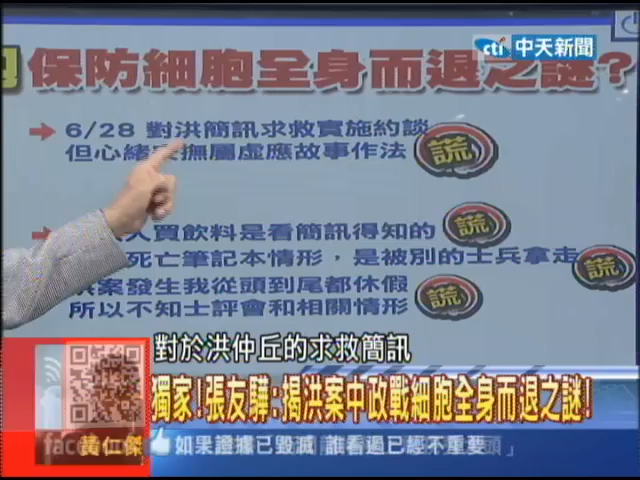 cti 中天新聞
保防細胞全身而退之謎?
6/28 對洪簡訊求救實施約談
但心緒安撫屬虛應故事作法
謊
人買飲料是看簡訊得知的
謊
死亡筆記本情形，是被別的士兵拿走
謊
洪案發生我從頭到尾都休假
所以不知士評會和相關情形
謊
對於洪仲丘的求救簡訊
獨家!張友驊:揭洪案中政戰細胞全身而退之謎!
facebook
黃仁傑
如果證據已毀滅 誰看過已經不重要